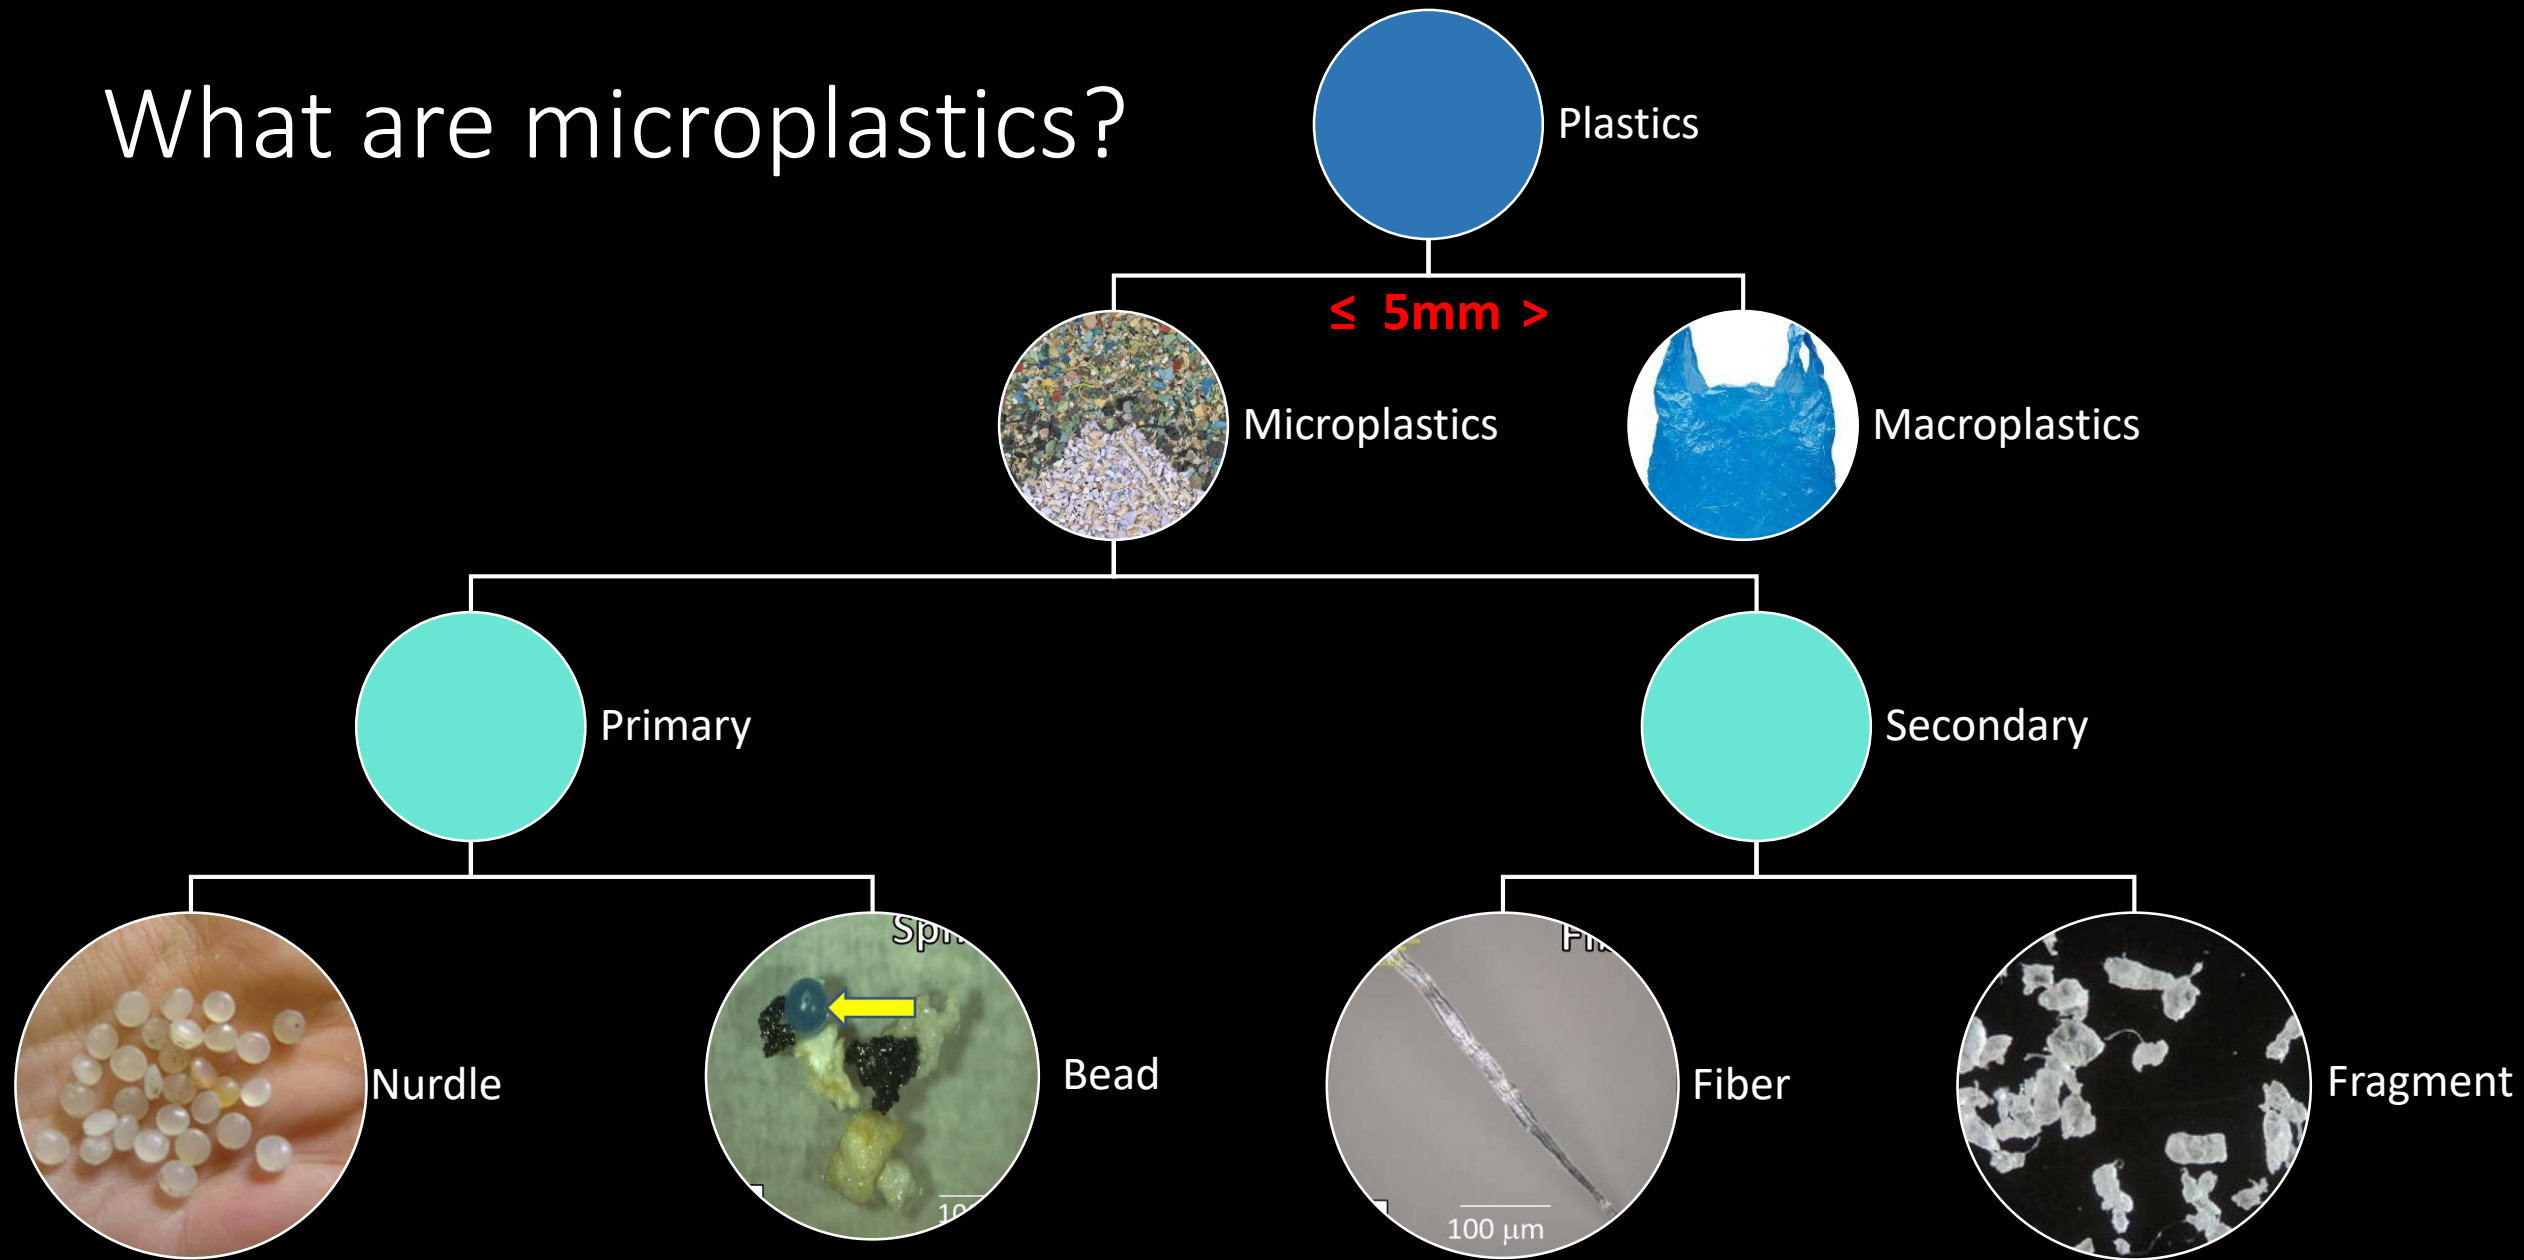 What are microplastics?
Plastics
≤ 5mm >
Microplastics
Macroplastics
Primary
Secondary
Nurdle
Bead
Fiber
100 µm
Fragment